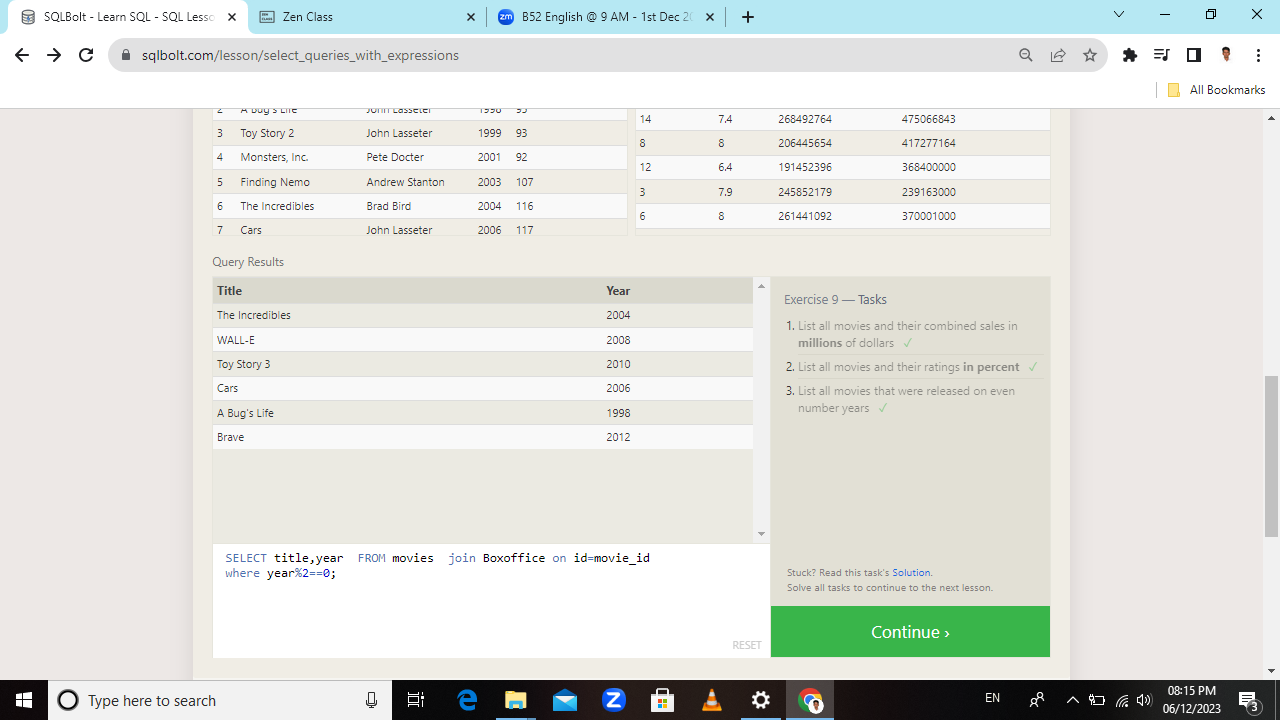 SQLBolt - Learn SQL - SQL Lesso
Zen Class
zm B52 English @ 9 AM - 1st Dec 20
sqlbolt.com/lesson/select_queries_with_expressions
All Bookmarks
2 A Bug's Life John Lasseter 1998 95
3 Toy Story 2 John Lasseter 1999 93
4 Monsters, Inc. Pete Docter 2001 92
5 Finding Nemo Andrew Stanton 2003 107
6 The Incredibles Brad Bird 2004 116
7 Cars John Lasseter 2006 117
14 7.4 268492764 475066843
8 8 206445654 417277164
12 6.4 191452396 368400000
3 7.9 245852179 239163000
6 8 261441092 370001000
Query Results
Title Year
The Incredibles 2004
WALL-E 2008
Toy Story 3 2010
Cars 2006
A Bug's Life 1998
Brave 2012
Exercise 9 — Tasks
1. List all movies and their combined sales in
millions of dollars ✓
2. List all movies and their ratings in percent ✓
3. List all movies that were released on even
number years ✓
SELECT title,year FROM movies join Boxoffice on id=movie_id
where year%2==0;
RESET
Stuck? Read this task's Solution.
Solve all tasks to continue to the next lesson.
Continue ›
Type here to search
EN
08:15 PM
06/12/2023
3